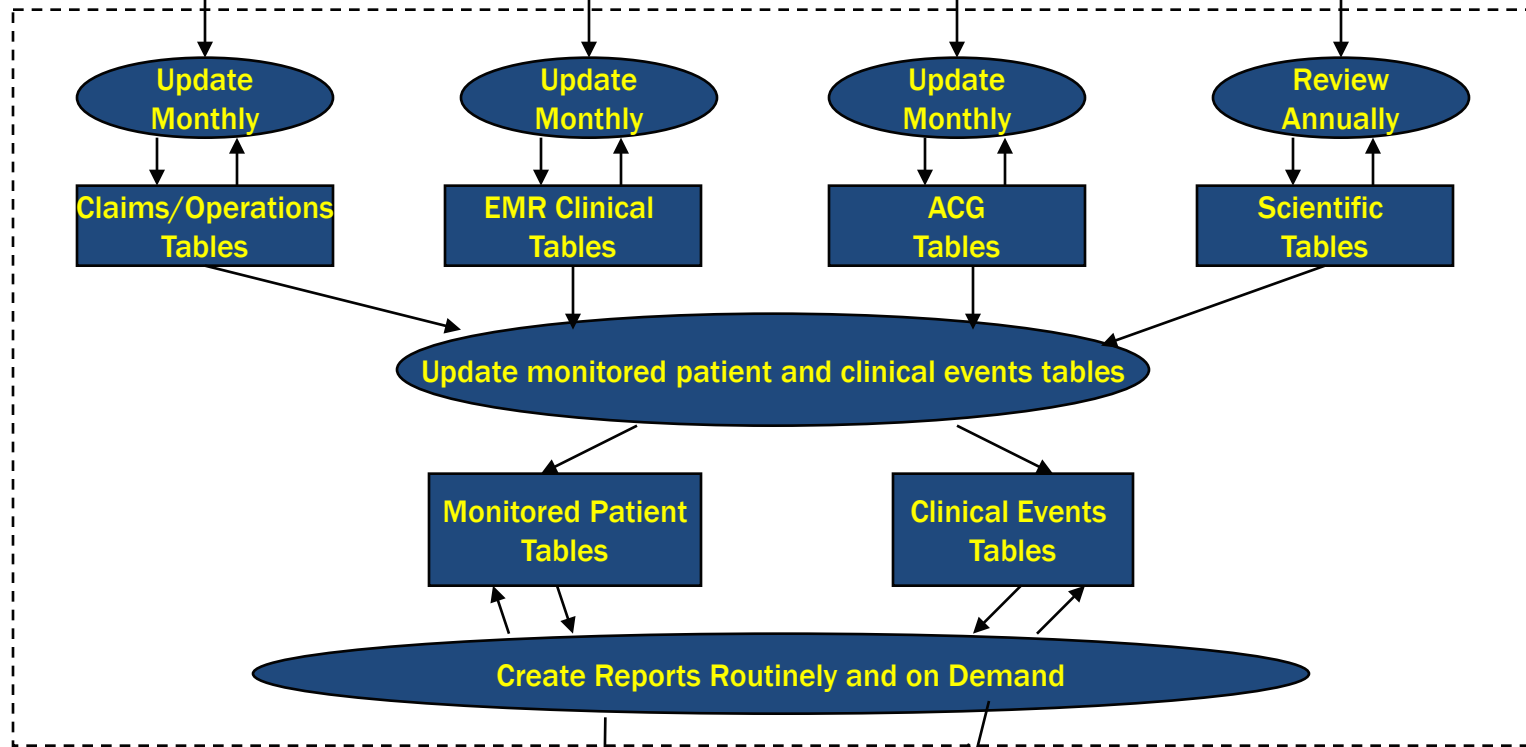 Update
Monthly
Update
Monthly
Update
Monthly
Review
Annually
Claims/Operations
Tables
EMR Clinical
Tables
ACG
Tables
Scientific
Tables
Update monitored patient and clinical events tables
Monitored Patient
Tables
Clinical Events
Tables
Create Reports Routinely and on Demand